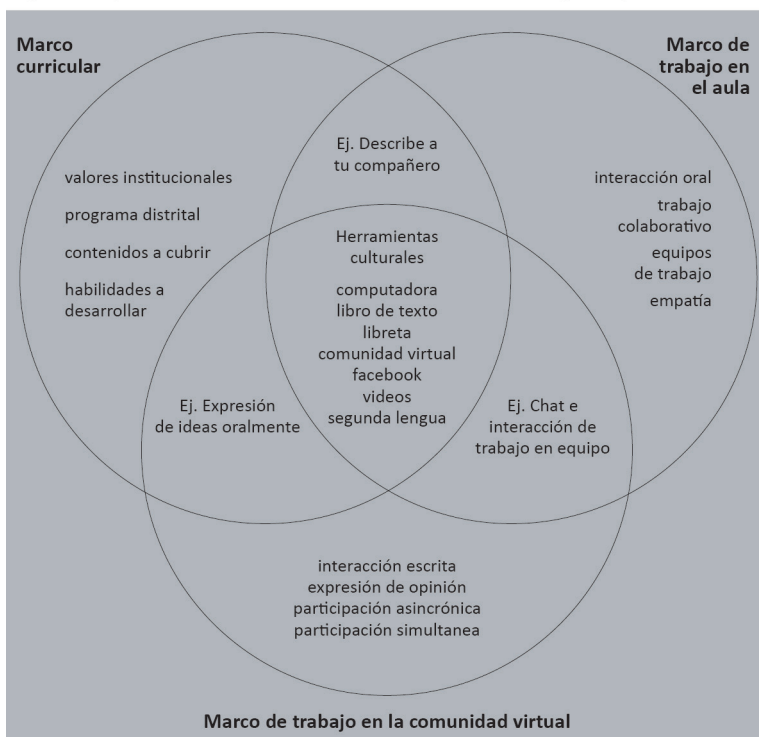 Marco
curricular
Marco de
trabajo en
el aula
Ej. Describe a
tu compañero
valores institucionales
programa distrital
contenidos a cubrir
habilidades a
desarrollar
interacción oral
trabajo
colaborativo
equipos
de trabajo
empatía
Herramientas
culturales
computadora
libro de texto
libreta
comunidad virtual
facebook
videos
segunda lengua
Ej. Expresión
de ideas oralmente
Ej. Chat e
interacción de
trabajo en equipo
interacción escrita
expresión de opinión
participación asincrónica
participación simultanea
Marco de trabajo en la comunidad virtual